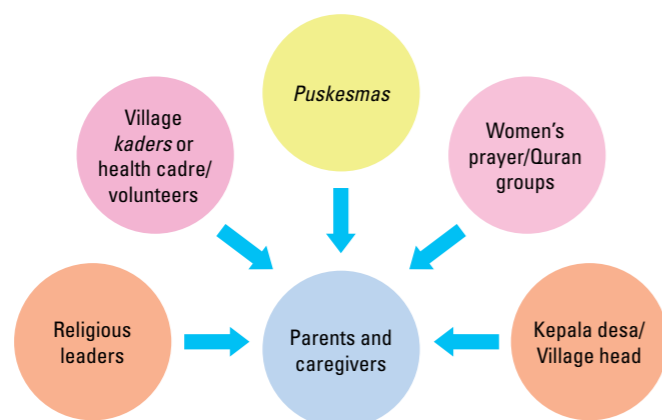 Puskesmas
Village
kaders or
health cadre/
volunteers
Women's
prayer/Quran
groups
Religious
leaders
Parents and
caregivers
Kepala desa/
Village head